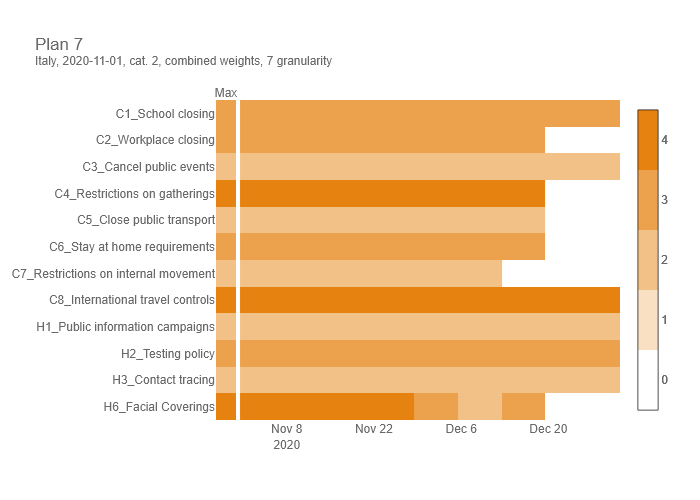 Plan 7
Italy, 2020-11-01, cat. 2, combined weights, 7 granularity
Max
C1_School closing
C2_Workplace closing
C3_Cancel public events
C4_Restrictions on gatherings
C5_Close public transport
C6_Stay at home requirements
C7_Restrictions on internal movement
C8_International travel controls
H1_Public information campaigns
H2_Testing policy
H3_Contact tracing
H6_Facial Coverings
Nov 8 Nov 22 Dec 6 Dec 20
2020
4
3
2
1
0